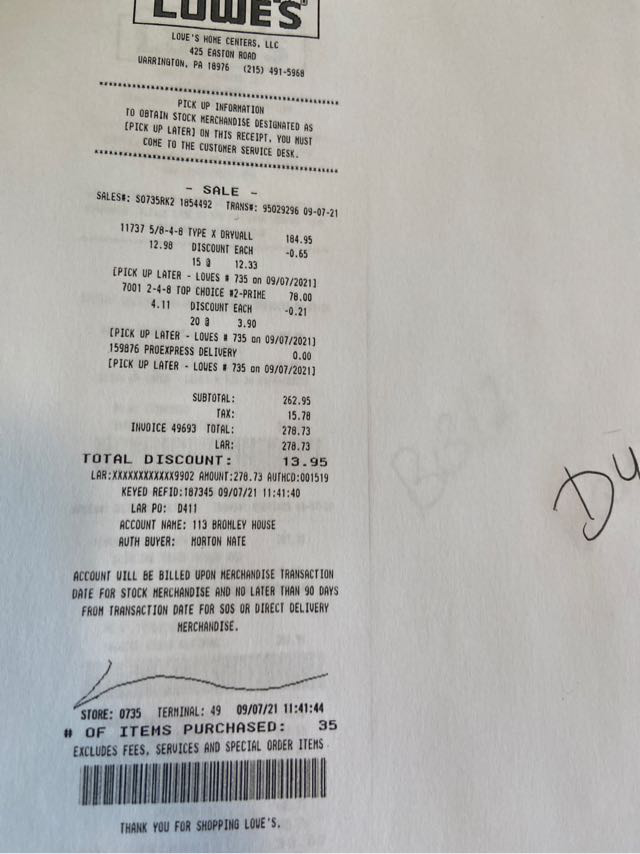 LOWE'S
LOWE'S HOME CENTERS, LLC
425 EASTON ROAD
WARRINGTON, PA 18976 (215) 491-5968
PICK UP INFORMATION
TO OBTAIN STOCK MERCHANDISE DESIGNATED AS
[PICK UP LATER] ON THIS RECEIPT, YOU MUST
COME TO THE CUSTOMER SERVICE DESK.
- SALE -
SALES#: S0735RK2 1854492 TRANS#: 95029296 09-07-21
11737 5/8-4-8 TYPE X DRYWALL 184.95
12.98 DISCOUNT EACH -0.65
15 @ 12.33
[PICK UP LATER - LOWES # 735 on 09/07/2021]
7001 2-4-8 TOP CHOICE #2-PRIME 78.00
4.11 DISCOUNT EACH -0.21
20 @ 3.90
[PICK UP LATER - LOWES # 735 on 09/07/2021]
159876 PROEXPRESS DELIVERY 0.00
[PICK UP LATER - LOWES # 735 on 09/07/2021]
SUBTOTAL: 262.95
TAX: 15.78
INVOICE 49693 TOTAL: 278.73
LAR: 278.73
TOTAL DISCOUNT: 13.95
LAR:XXXXXXXXXXXX9902 AMOUNT:278.73 AUTHCD:001519
KEYED REFID:187345 09/07/21 11:41:40
LAR PO: D411
ACCOUNT NAME: 113 BROMLEY HOUSE
AUTH BUYER: MORTON NATE
ACCOUNT WILL BE BILLED UPON MERCHANDISE TRANSACTION
DATE FOR STOCK MERCHANDISE AND NO LATER THAN 90 DAYS
FROM TRANSACTION DATE FOR SOS OR DIRECT DELIVERY
MERCHANDISE.
STORE: 0735 TERMINAL: 49 09/07/21 11:41:44
# OF ITEMS PURCHASED: 35
EXCLUDES FEES, SERVICES AND SPECIAL ORDER ITEMS
THANK YOU FOR SHOPPING LOWE'S.